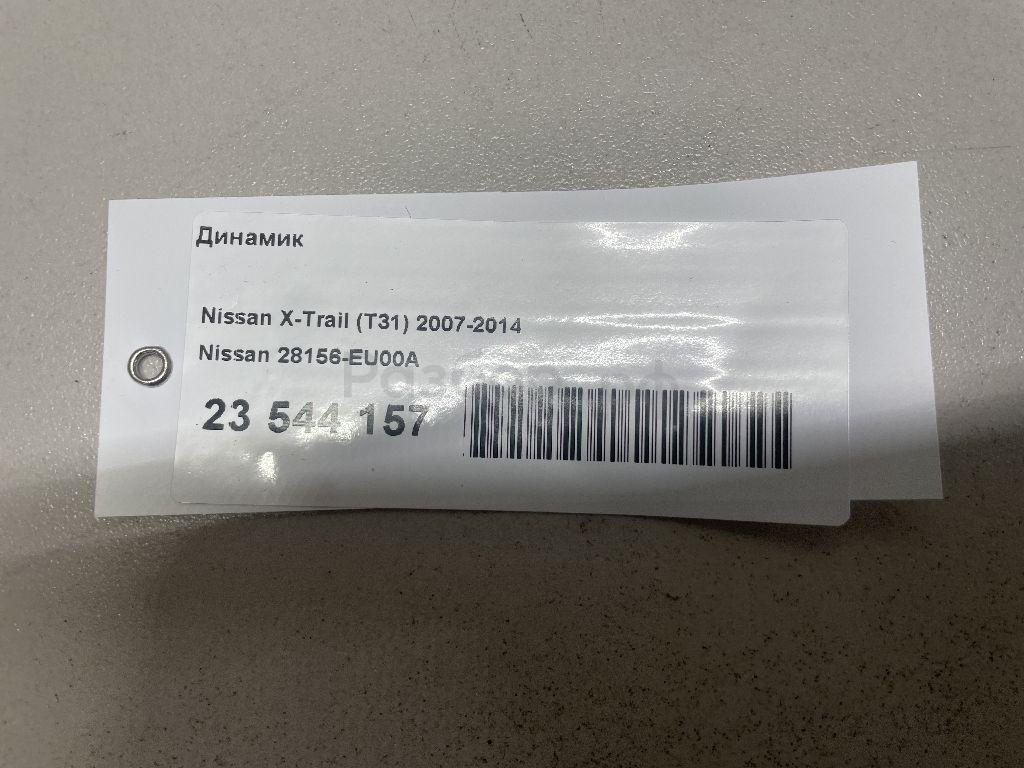 Динамик
Nissan X-Trail (T31) 2007-2014
Nissan 28156-EU00A
23 544 157